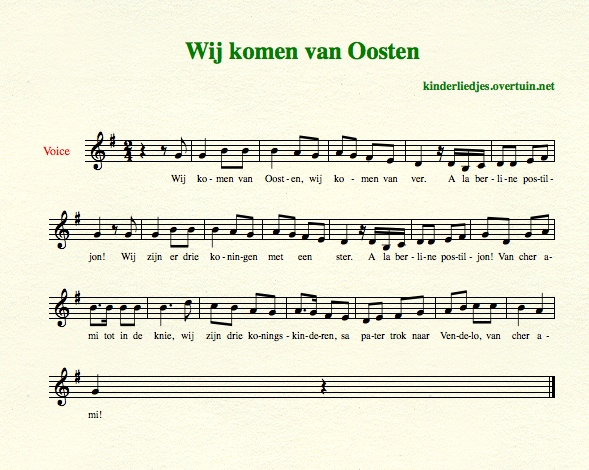 Wij komen van Oosten
kinderliedjes.overtuin.net
Voice
Wij ko - men van Oost - en, wij ko - men van ver. A la ber - li - ne pos - til -
jon! Wij zijn er drie ko - nin - gen met een ster. A la ber - li - ne pos - til - jon! Van cher a-
mi tot in de knie, wij zijn drie ko - nings - kin - de - ren, sa pa - ter trok naar Ven - de - lo, van cher a -
mi!